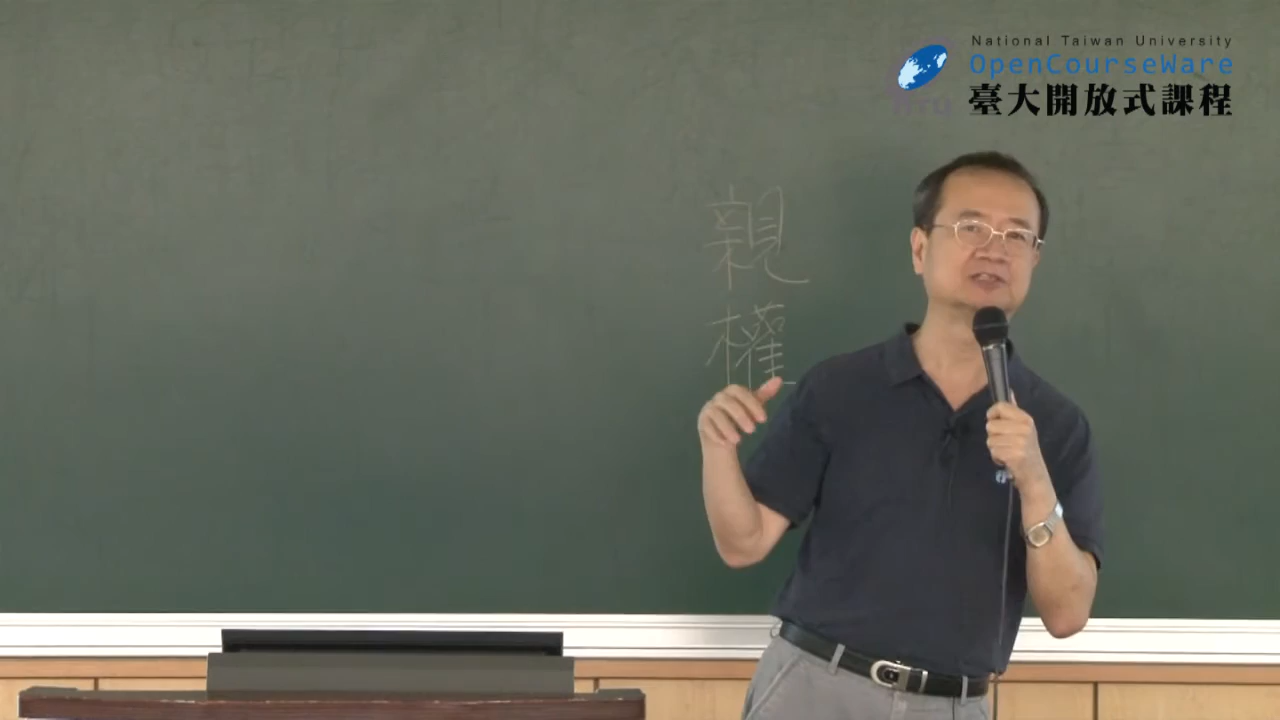 National Taiwan University
OpenCourseWare
臺大開放式課程
親
權